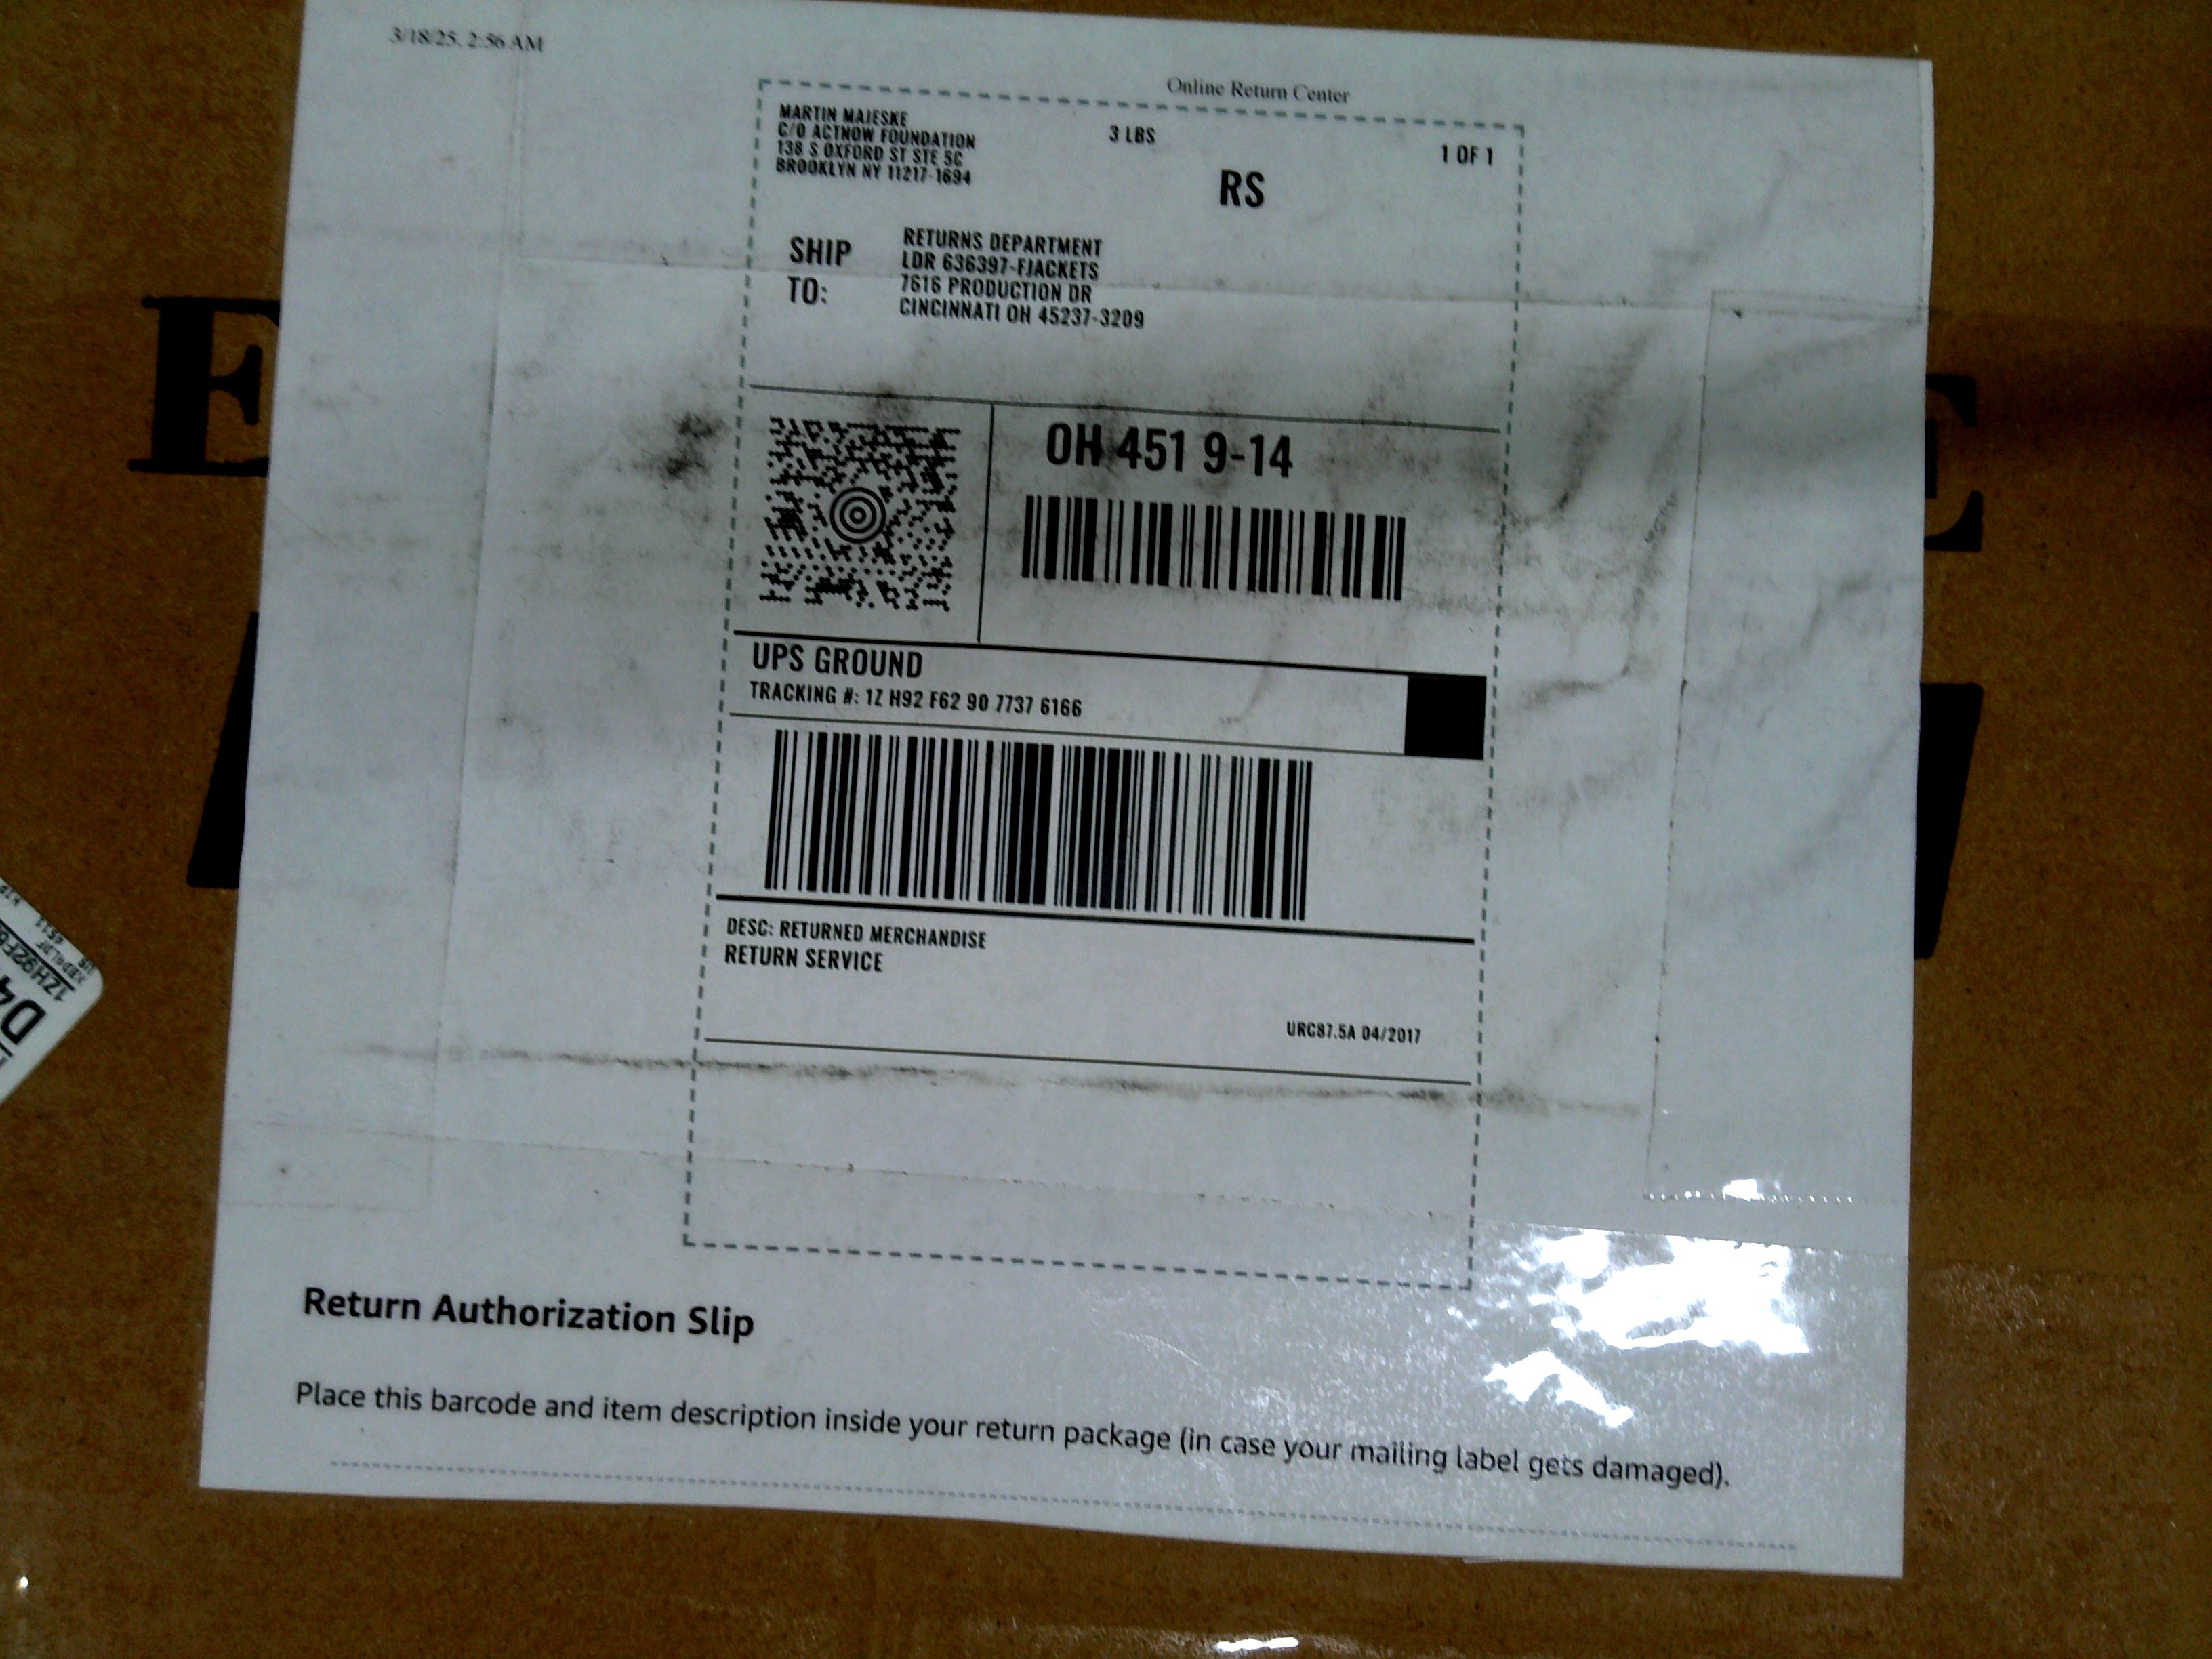 3/18/25, 2:56 AM
Online Return Center
MARTIN MAJESKE
C/O ACTNOW FOUNDATION
138 S OXFORD ST STE 5C
BROOKLYN NY 11217-1694
3 LBS
1 OF 1
RS
SHIP TO:
RETURNS DEPARTMENT
LDR 636397-FJACKETS
7616 PRODUCTION DR
CINCINNATI OH 45237-3209
OH 451 9-14
UPS GROUND
TRACKING #: 1Z H92 F62 90 7737 6166
DESC: RETURNED MERCHANDISE
RETURN SERVICE
URC87.5A 04/2017
Return Authorization Slip
Place this barcode and item description inside your return package (in case your mailing label gets damaged).
E
E